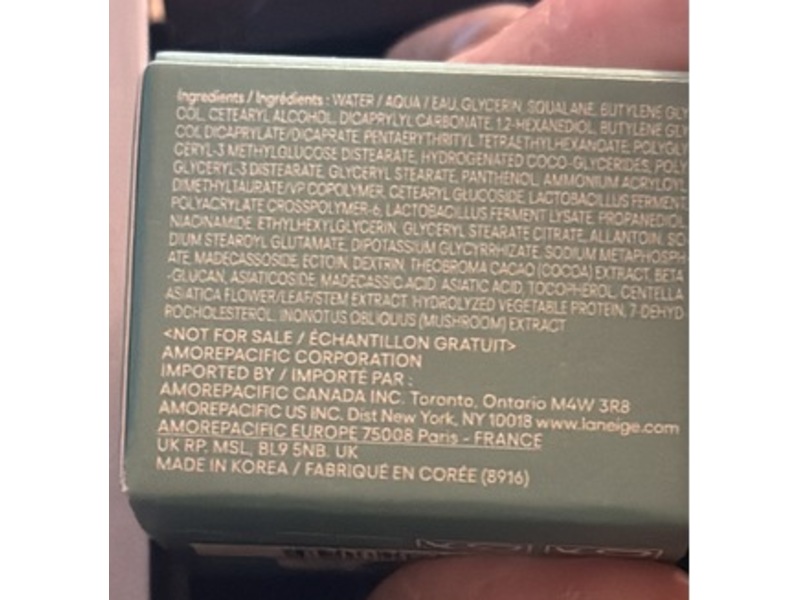 Ingredients / Ingrédients : WATER / AQUA / EAU, GLYCERIN, SQUALANE, BUTYLENE GLY
COL, CETEARYL ALCOHOL, DICAPRYLYL CARBONATE, 1,2-HEXANEDIOL, BUTYLENE GLY
COL DICAPRYLATE/DICAPRATE, PENTAERYTHRITYL TETRAETHYLHEXANOATE, POLYGLY
CERYL-3 METHYLGLUCOSE DISTEARATE, HYDROGENATED COCO-GLYCERIDES, POLY
GLYCERYL-3 DISTEARATE, GLYCERYL STEARATE, PANTHENOL, AMMONIUM ACRYLOYL
DIMETHYLTAURATE/VP COPOLYMER, CETEARYL GLUCOSIDE, LACTOBACILLUS FERMENT,
POLYACRYLATE CROSSPOLYMER-6, LACTOBACILLUS FERMENT LYSATE, PROPANEDIOL,
NIACINAMIDE, ETHYLHEXYLGLYCERIN, GLYCERYL STEARATE CITRATE, ALLANTOIN, SO
DIUM STEAROYL GLUTAMATE, DIPOTASSIUM GLYCYRRHIZATE, SODIUM METAPHOSPH
ATE, MADECASSOSIDE, ECTOIN, DEXTRIN, THEOBROMA CACAO (COCOA) EXTRACT, BETA
-GLUCAN, ASIATICOSIDE, MADECASSIC ACID, ASIATIC ACID, TOCOPHEROL, CENTELLA
ASIATICA FLOWER/LEAF/STEM EXTRACT, HYDROLYZED VEGETABLE PROTEIN, 7-DEHYD
ROCHOLESTEROL, INONOTUS OBLIQUUS (MUSHROOM) EXTRACT
<NOT FOR SALE / ÉCHANTILLON GRATUIT>
AMOREPACIFIC CORPORATION
IMPORTED BY / IMPORTÉ PAR :
AMOREPACIFIC CANADA INC. Toronto, Ontario M4W 3R8
AMOREPACIFIC US INC. Dist New York, NY 10018 www.laneige.com
AMOREPACIFIC EUROPE 75008 Paris - FRANCE
UK RP. MSL, BL9 5NB. UK
MADE IN KOREA / FABRIQUÉ EN CORÉE (8916)